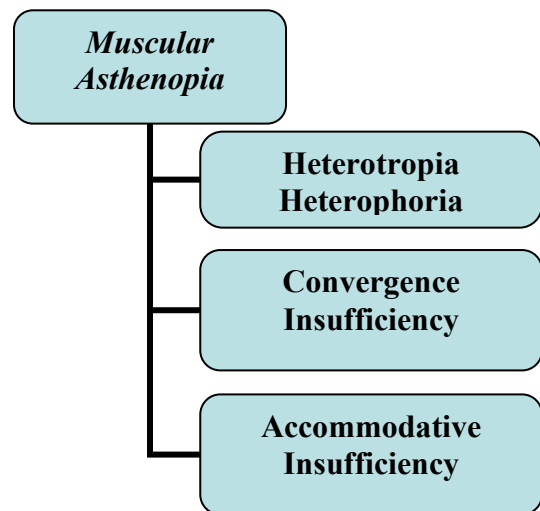 Muscular
Asthenopia
Heterotropia
Heterophoria
Convergence
Insufficiency
Accommodative
Insufficiency